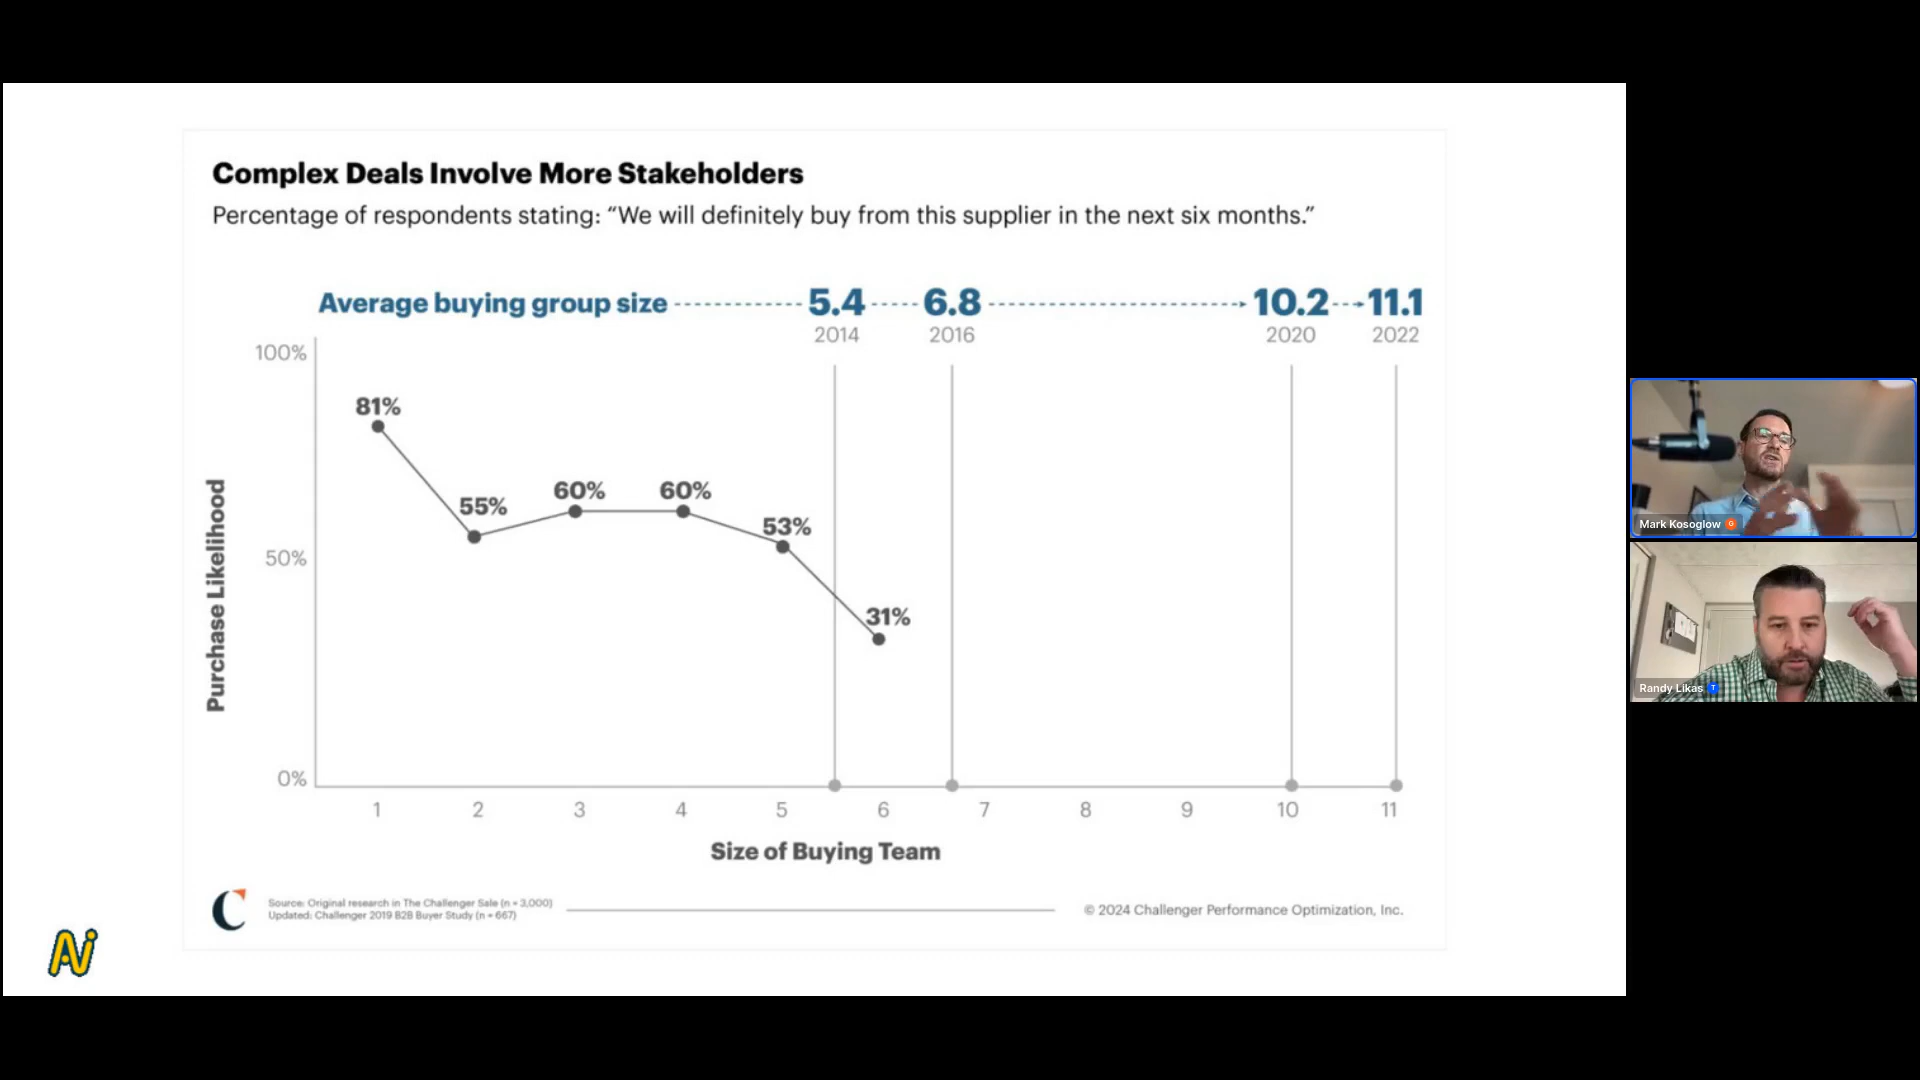 Complex Deals Involve More Stakeholders
Percentage of respondents stating: “We will definitely buy from this supplier in the next six months.”
Average buying group size 5.4 6.8 10.2 11.1
2014 2016 2020 2022
100%
50%
0%
Purchase Likelihood
81%
55%
60%
60%
53%
31%
1 2 3 4 5 6 7 8 9 10 11
Size of Buying Team
C
Source: Original research in The Challenger Sale (n = 3,000)
Updated: Challenger 2019 B2B Buyer Study (n = 667)
© 2024 Challenger Performance Optimization, Inc.
Ai
Mark Kosoglow
Randy Likas